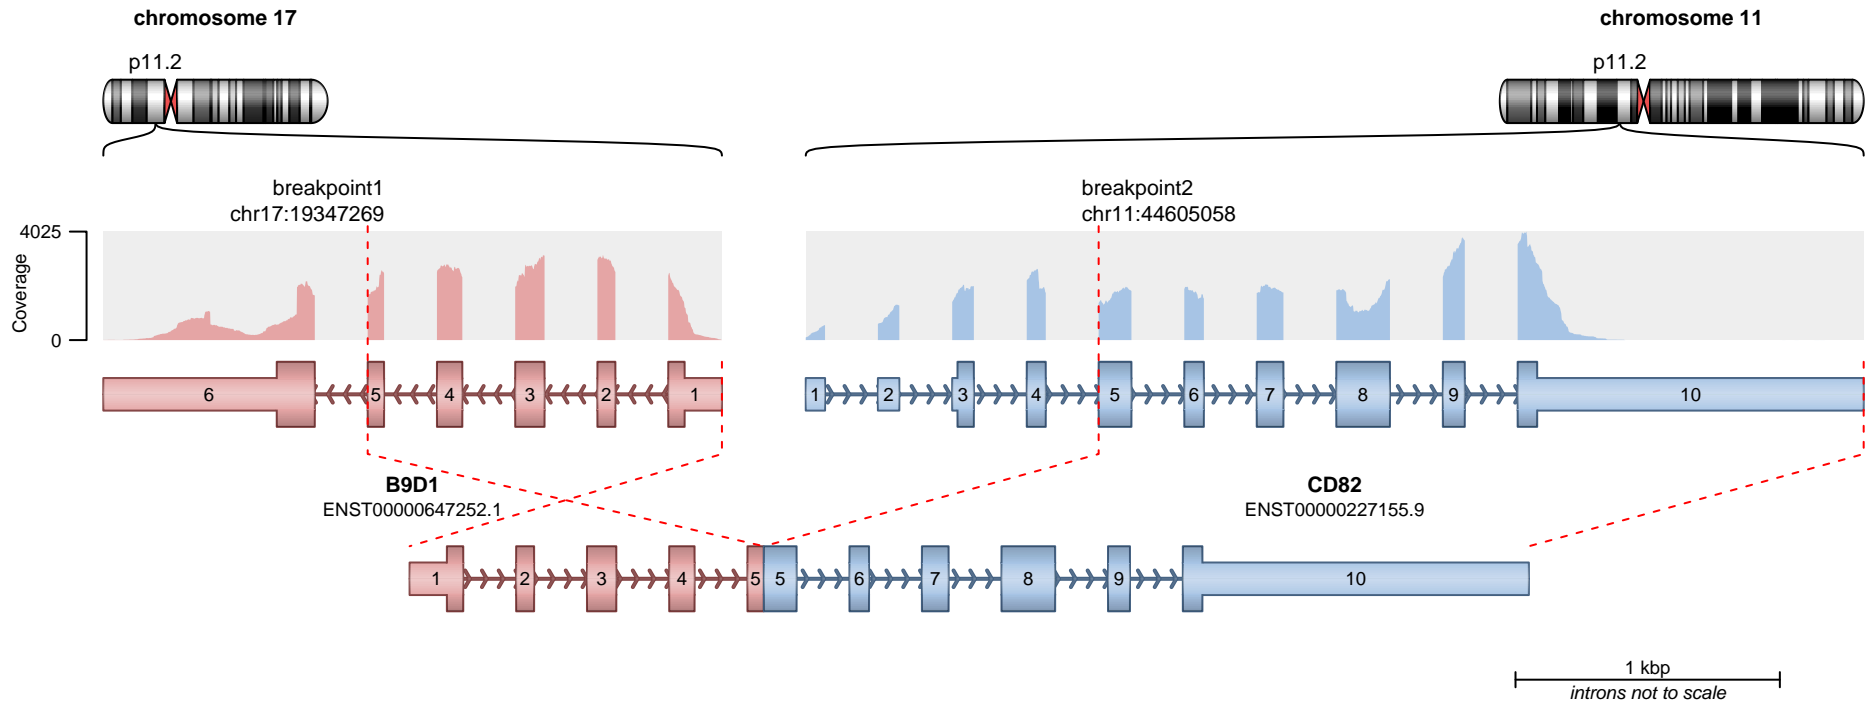 chromosome 17
chromosome 11
p11.2
p11.2
breakpoint1
chr17:19347269
breakpoint2
chr11:44605058
4025
Coverage
0
6 5 4 3 2 1
1 2 3 4 5 6 7 8 9 10
B9D1
ENST00000647252.1
CD82
ENST00000227155.9
1 2 3 4 5 5 6 7 8 9 10
1 kbp
introns not to scale